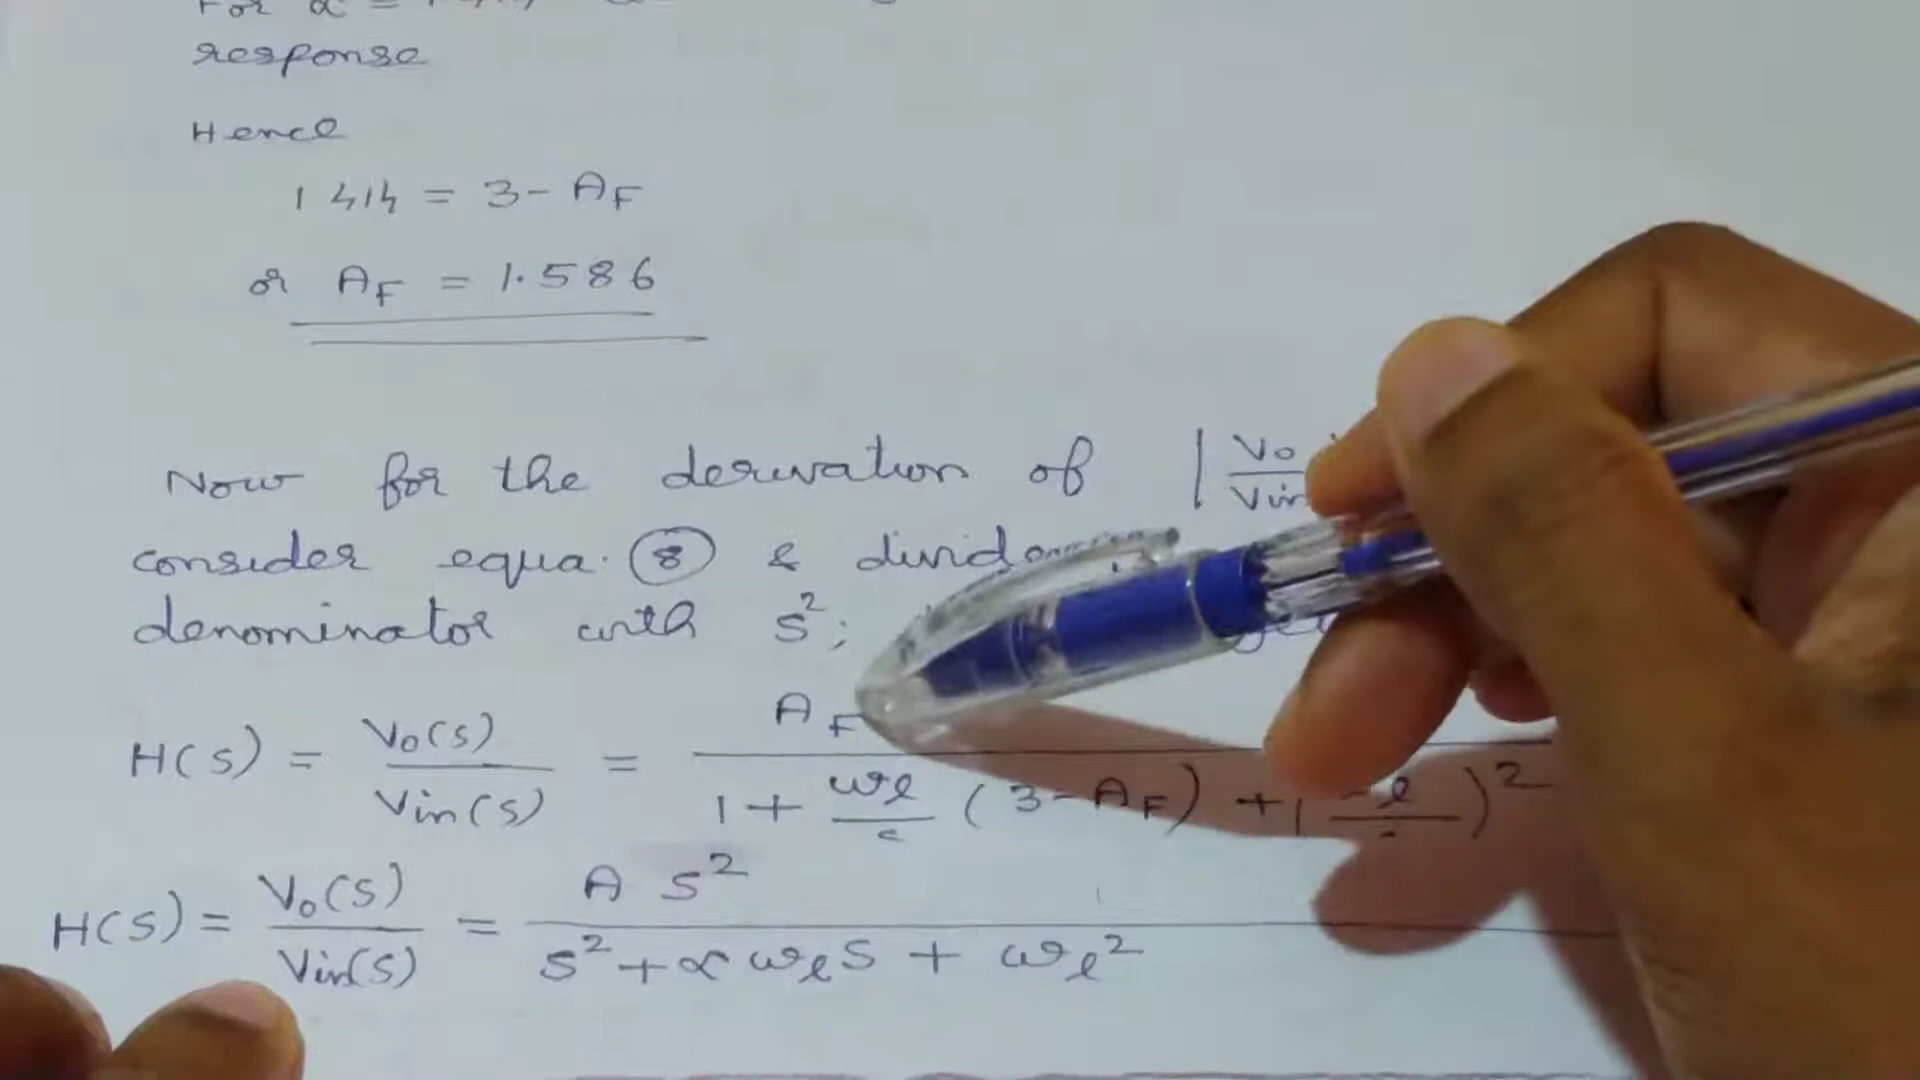 For α =
response
Hence
1 414 = 3 - AF
or AF = 1.586
Now for the derivation of | Vo / Vin
consider equa. (8) &
denominator with s²;
H(s) = Vo(s) / Vin(s) = AF / 1 + ωl / s (3 - AF) + ( l / )²
H(s) = Vo(s) / Vin(s) = A s² / s² + α ωl s + ωl²